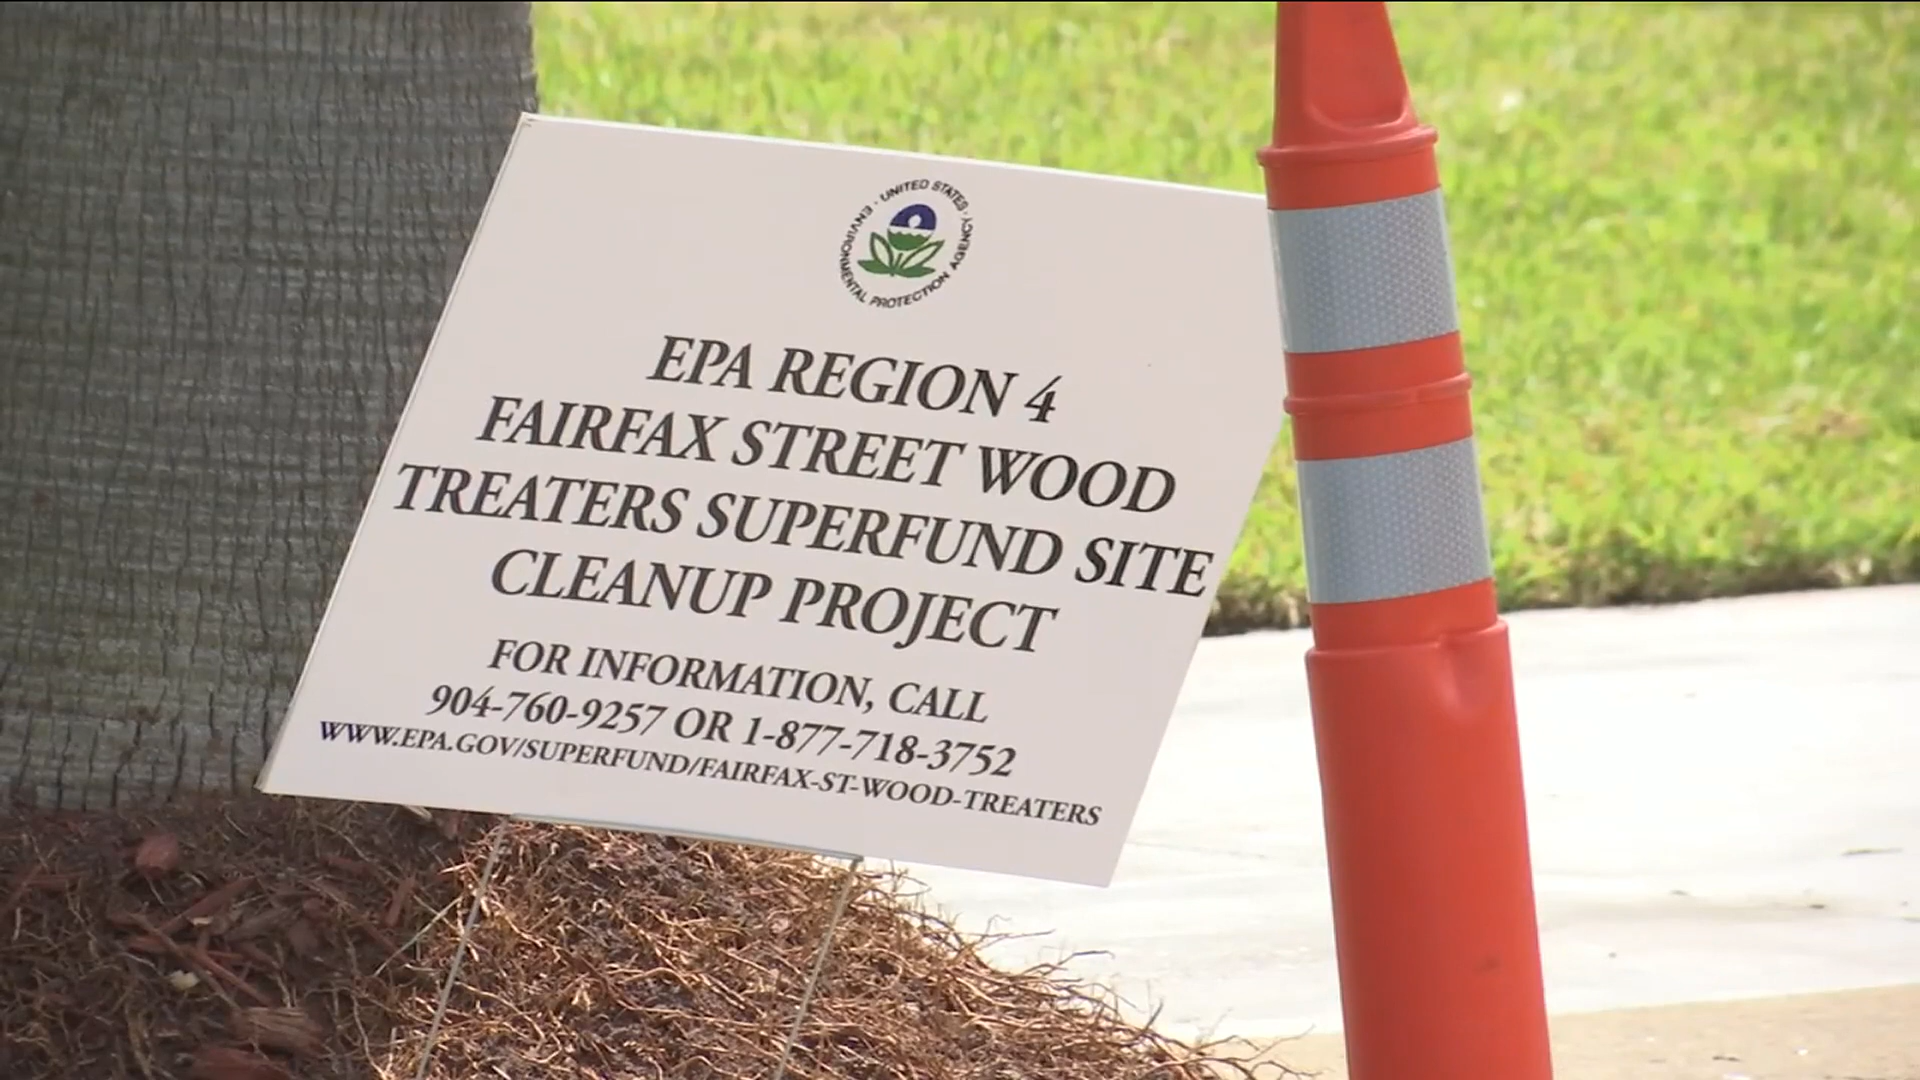 UNITED STATES
ENVIRONMENTAL PROTECTION AGENCY
EPA REGION 4
FAIRFAX STREET WOOD
TREATERS SUPERFUND SITE
CLEANUP PROJECT
FOR INFORMATION, CALL
904-760-9257 OR 1-877-718-3752
WWW.EPA.GOV/SUPERFUND/FAIRFAX-ST-WOOD-TREATERS